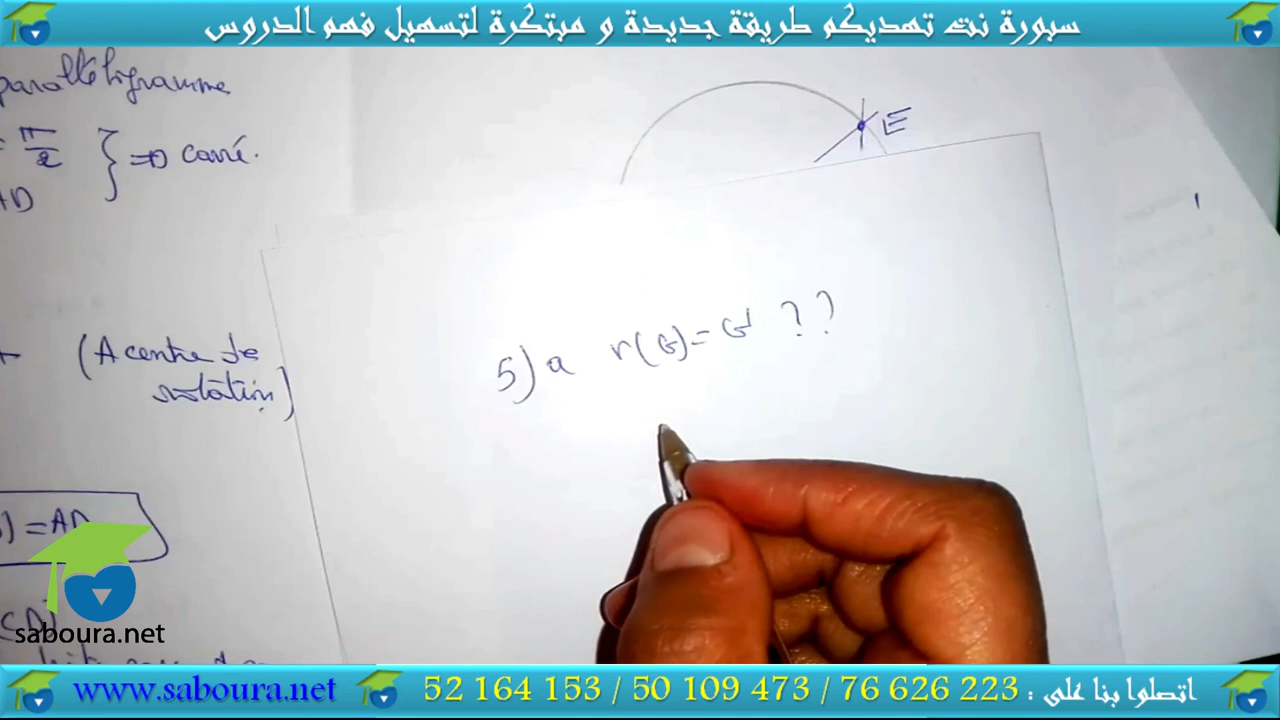 سبورة نت تهديكم طريقة جديدة و مبتكرة لتسهيل فهم الدروس
parallélogramme
= π/2 } => carré.
AD
(A centre de
rotation)
5) a r(G) = G' ??
) = AD
saboura.net
www.saboura.net 52 164 153 / 50 109 473 / 76 626 223 : اتصلوا بنا على
E